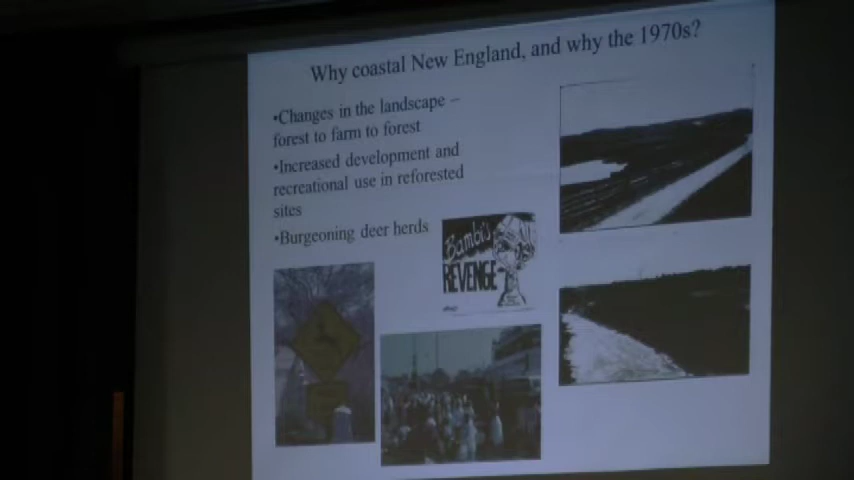 Why coastal New England, and why the 1970s?
•Changes in the landscape –
forest to farm to forest
•Increased development and
recreational use in reforested
sites
•Burgeoning deer herds
Bambi's
REVENGE